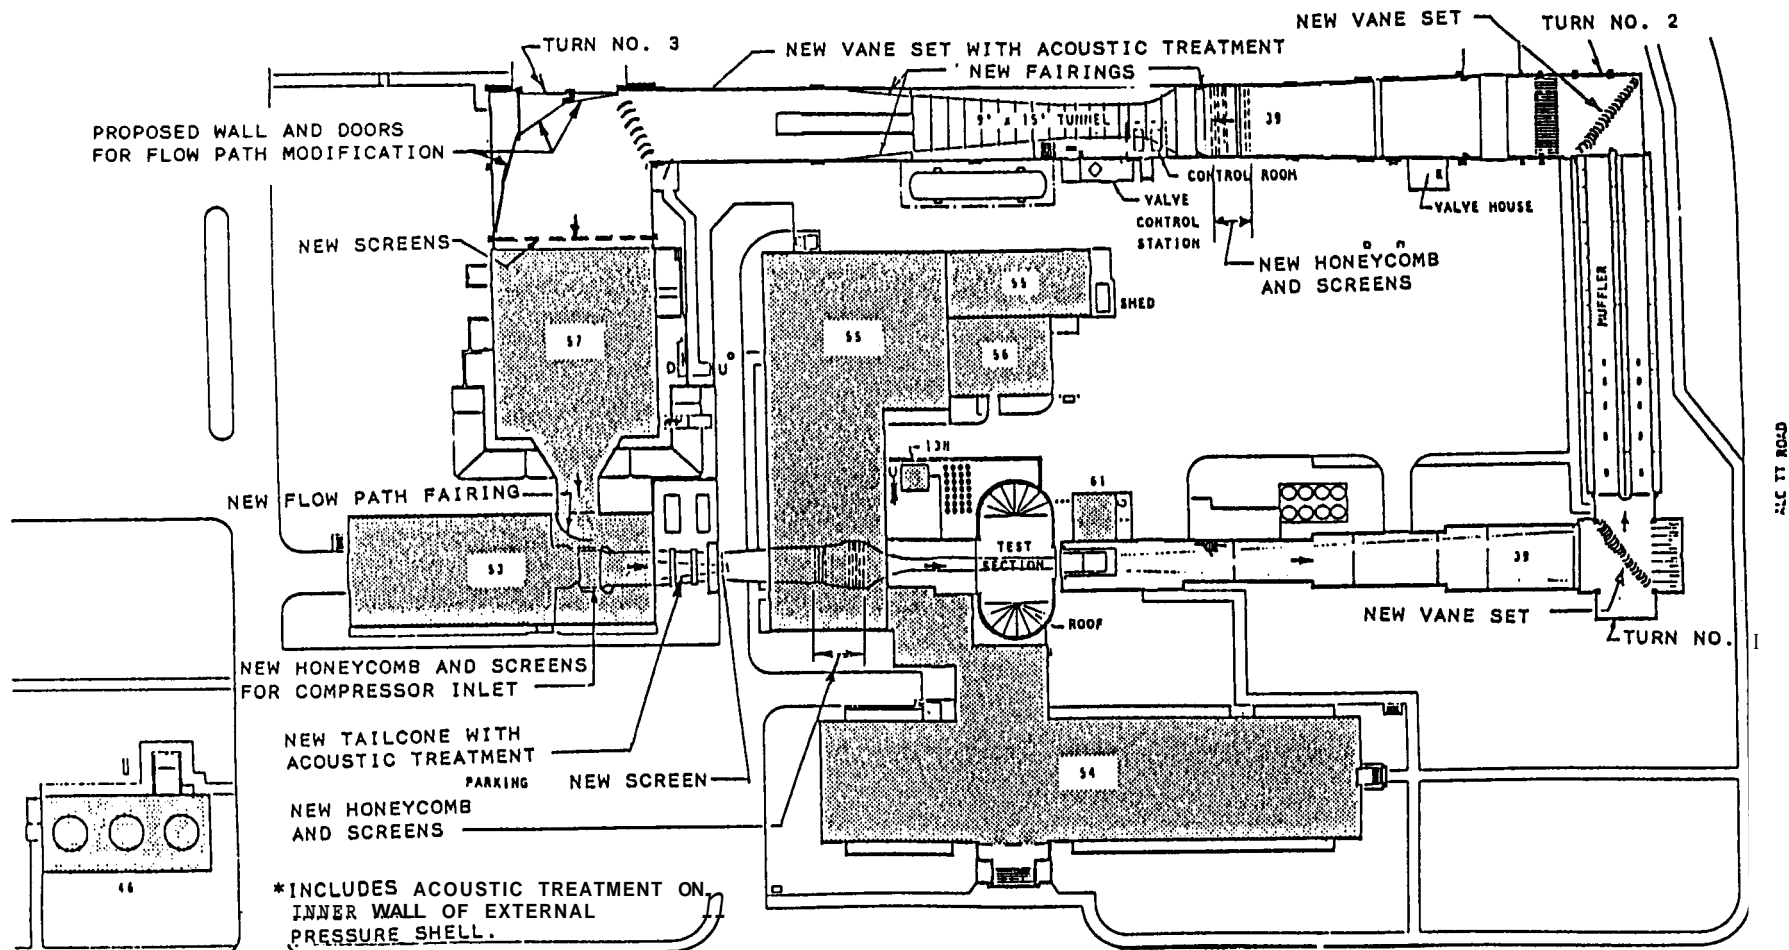 NEW VANE SET
TURN NO. 2
TURN NO. 3
NEW VANE SET WITH ACOUSTIC TREATMENT
NEW FAIRINGS
PROPOSED WALL AND DOORS
FOR FLOW PATH MODIFICATION
9' x 15' TUNNEL
39
CONTROL ROOM
VALVE
CONTROL
STATION
VALVE HOUSE
NEW SCREENS
NEW HONEYCOMB
AND SCREENS
MUFFLER
55
SHED
57
55
56
D
U
13H
61
NEW FLOW PATH FAIRING
TEST
SECTION
53
39
ROAD
NEW VANE SET
ROOF
TURN NO. I
NEW HONEYCOMB AND SCREENS
FOR COMPRESSOR INLET
NEW TAILCONE WITH
ACOUSTIC TREATMENT
PARKING
NEW SCREEN
54
NEW HONEYCOMB
AND SCREENS
46
*INCLUDES ACOUSTIC TREATMENT ON
INNER WALL OF EXTERNAL
PRESSURE SHELL.